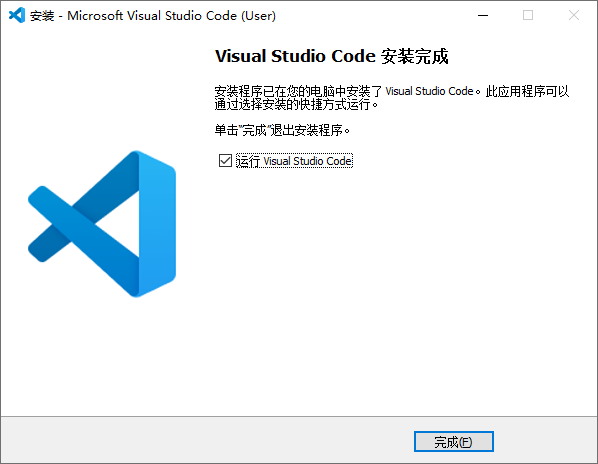 安装 - Microsoft Visual Studio Code (User)
Visual Studio Code 安装完成
安装程序已在您的电脑中安装了 Visual Studio Code。此应用程序可以
通过选择安装的快捷方式运行。
单击“完成”退出安装程序。
运行 Visual Studio Code
完成(F)